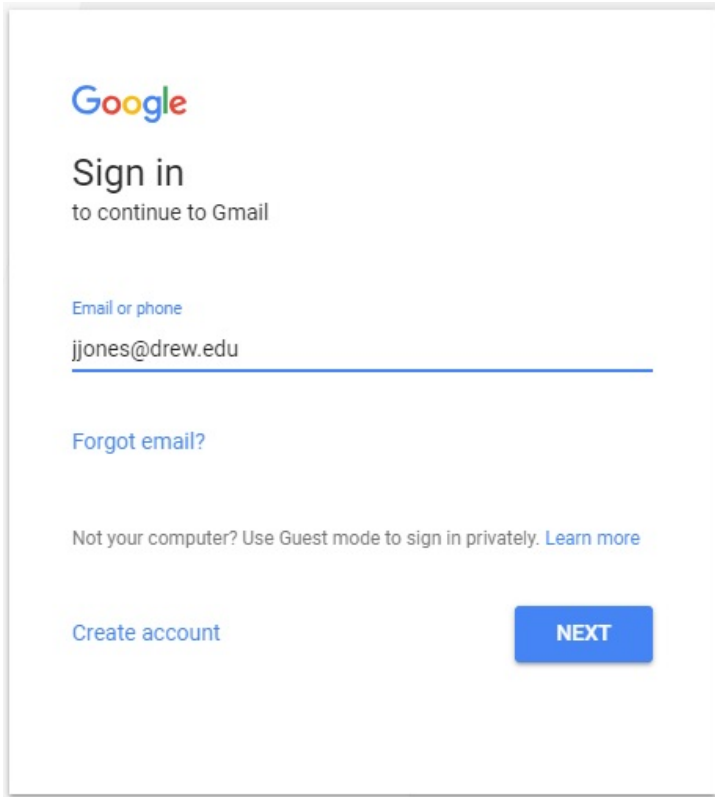 Google
Sign in
to continue to Gmail
Email or phone
jjones@drew.edu
Forgot email?
Not your computer? Use Guest mode to sign in privately. Learn more
Create account
NEXT